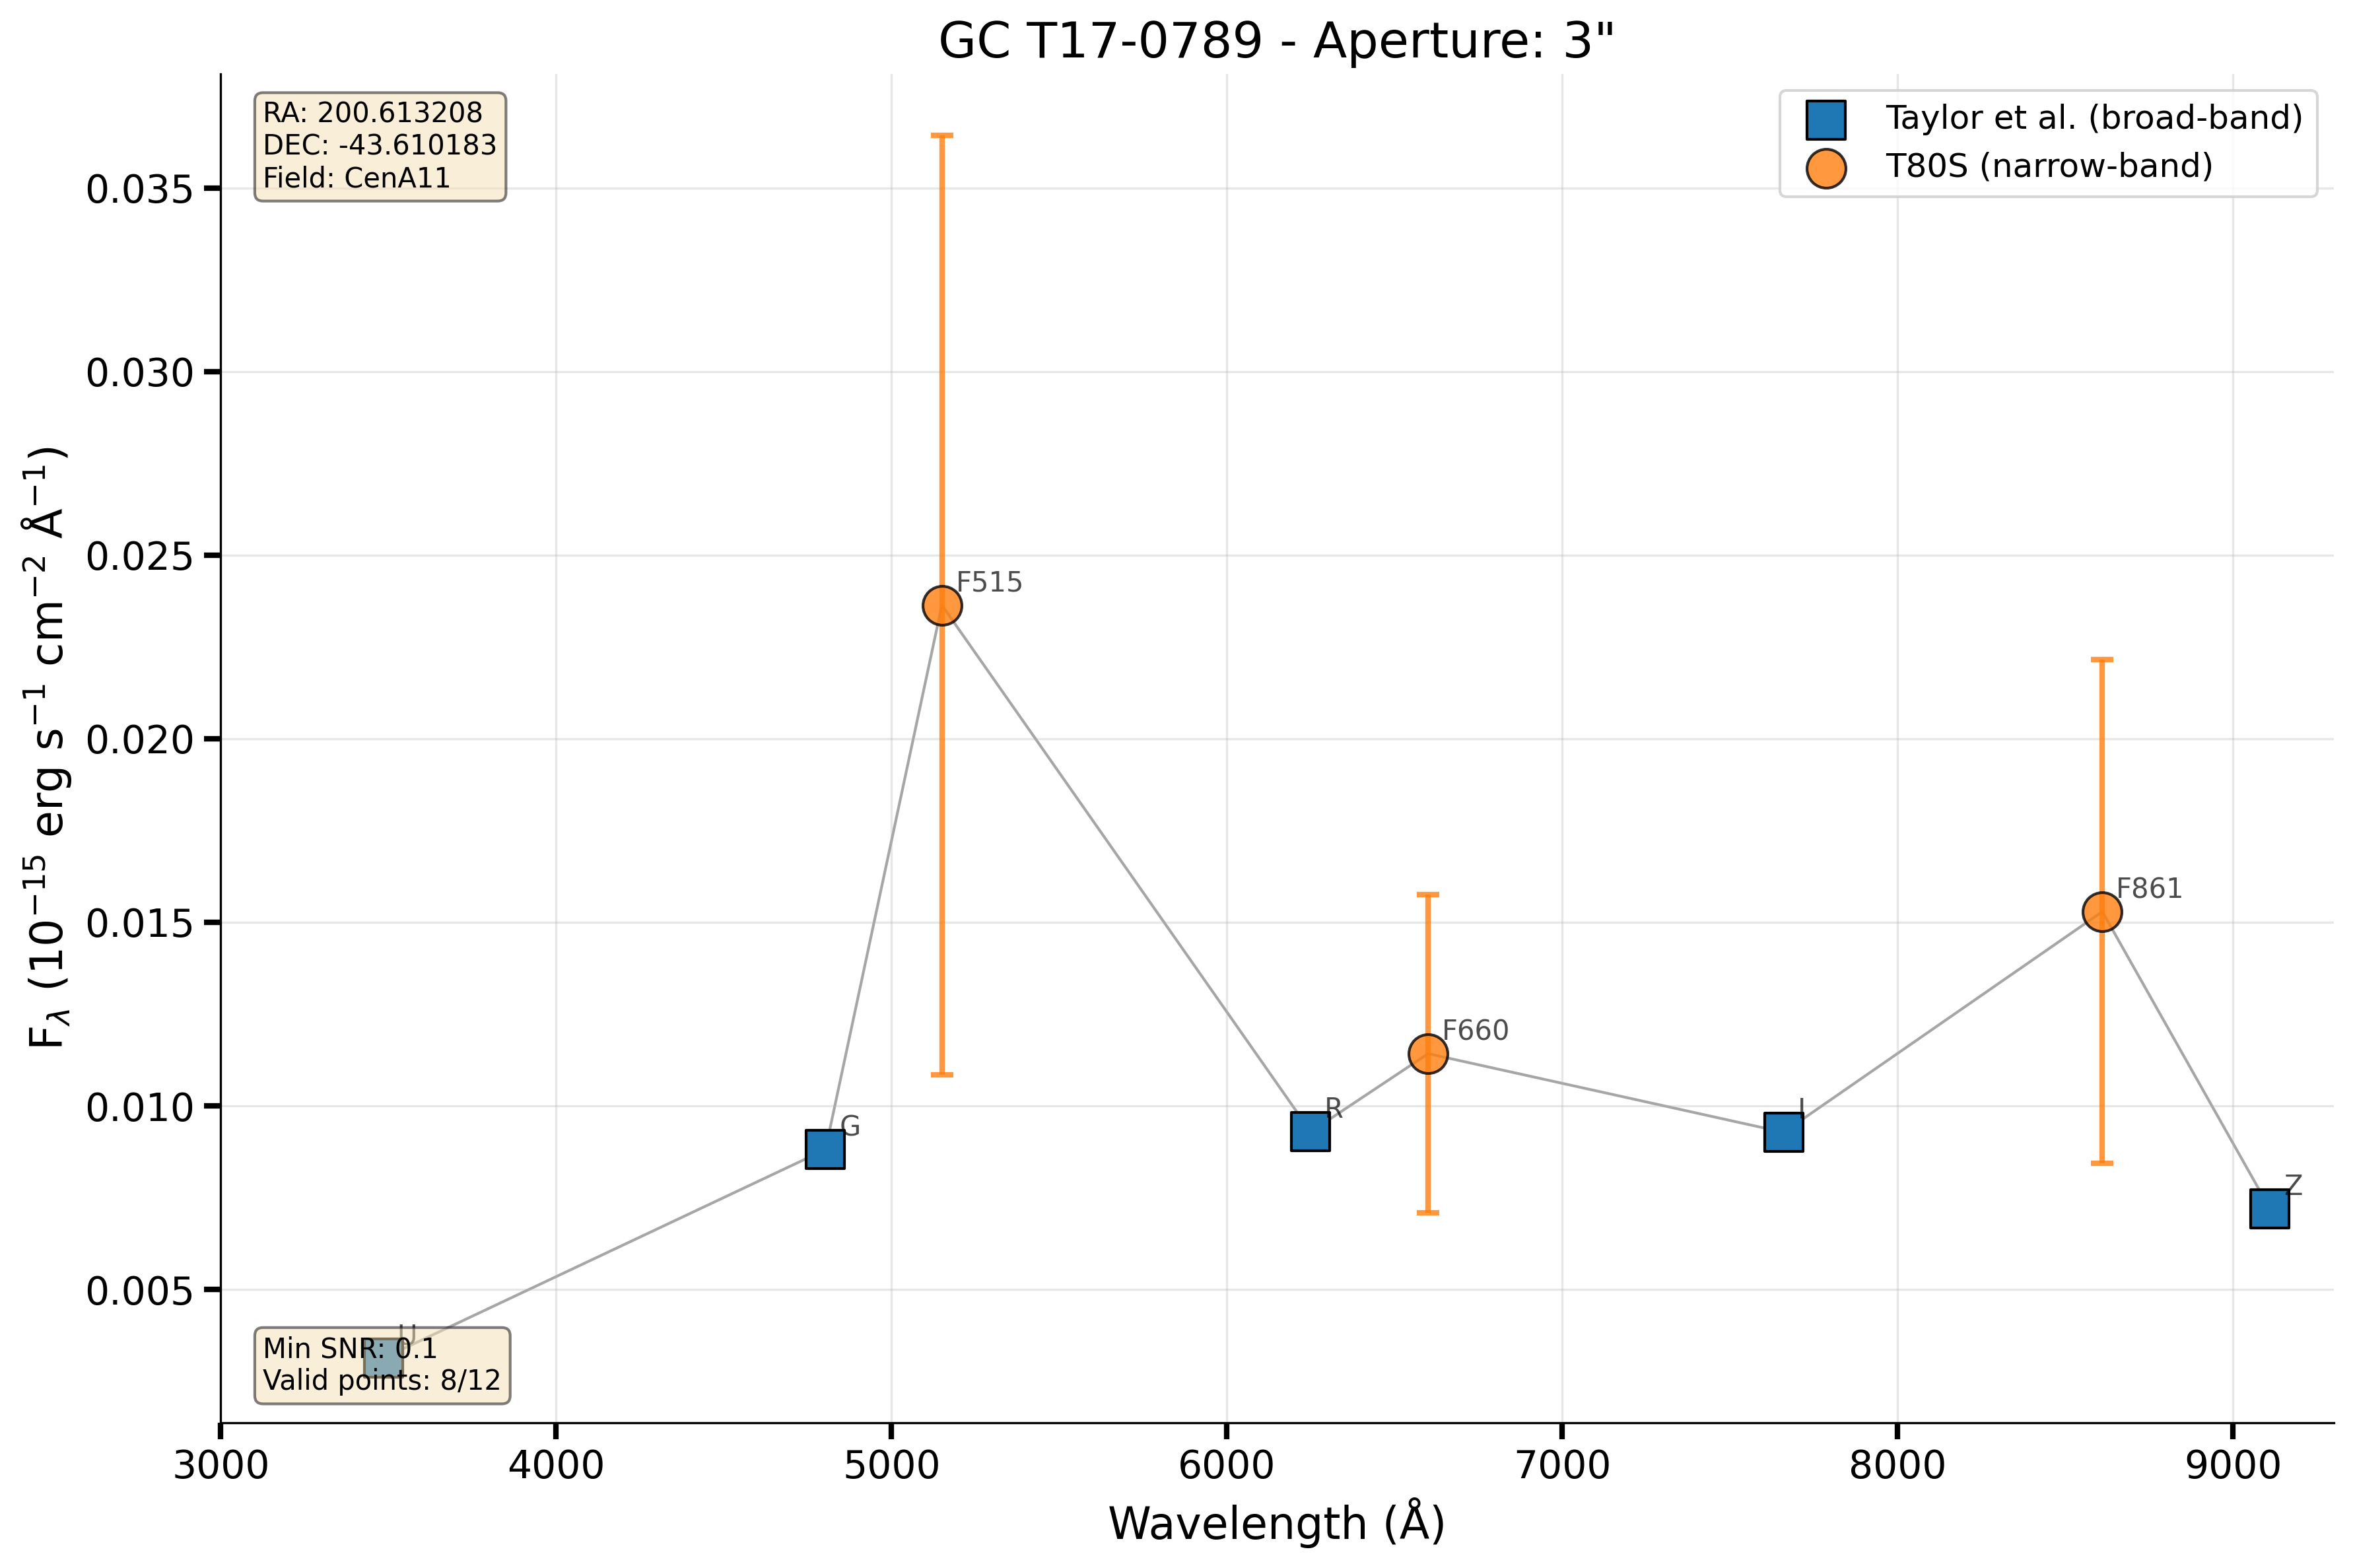 GC T17-0789 - Aperture: 3"
RA: 200.613208
DEC: -43.610183
Field: CenA11
Taylor et al. (broad-band)
T80S (narrow-band)
F$_λ$ (10⁻¹⁵ erg s⁻¹ cm⁻² Å⁻¹)
0.035
0.030
0.025
0.020
0.015
0.010
0.005
F515
F861
F660
R
I
G
Z
U
Min SNR: 0.1
Valid points: 8/12
3000 4000 5000 6000 7000 8000 9000
Wavelength (Å)